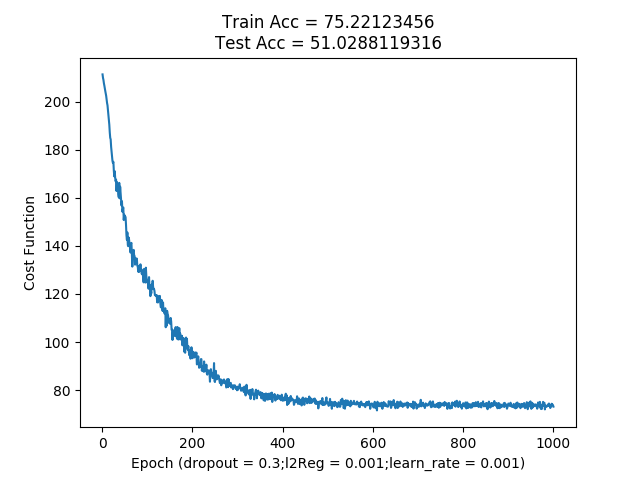 Train Acc = 75.22123456
Test Acc = 51.0288119316
200
180
160
140
120
100
80
Cost Function
0 200 400 600 800 1000
Epoch (dropout = 0.3;l2Reg = 0.001;learn_rate = 0.001)